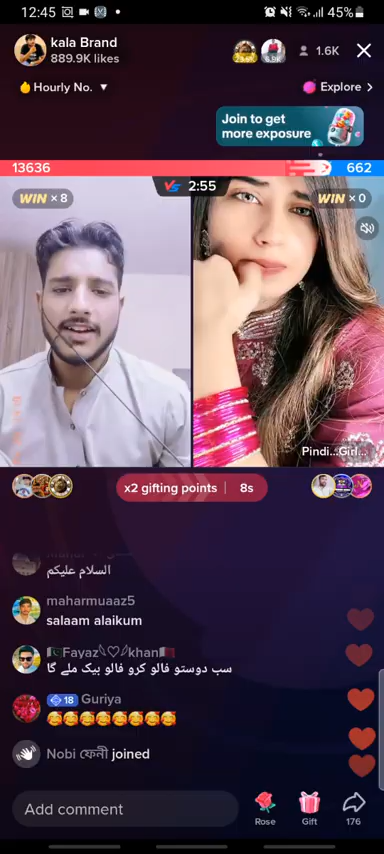 12:45
45%
kala Brand
889.9K likes
1.6K
Hourly No. ▼
Explore >
Join to get
more exposure
13636
662
WIN × 8
VS 2:55
WIN × 0
Pindi...Girl...
x2 gifting points | 8s
السلام علیکم
maharmuaaz5
salaam alaikum
Fayaz khan
سب دوستو فالو کرو فالو بیک ملے گا
18 Guriya
Nobi ফেনী joined
Add comment
Rose
Gift
176